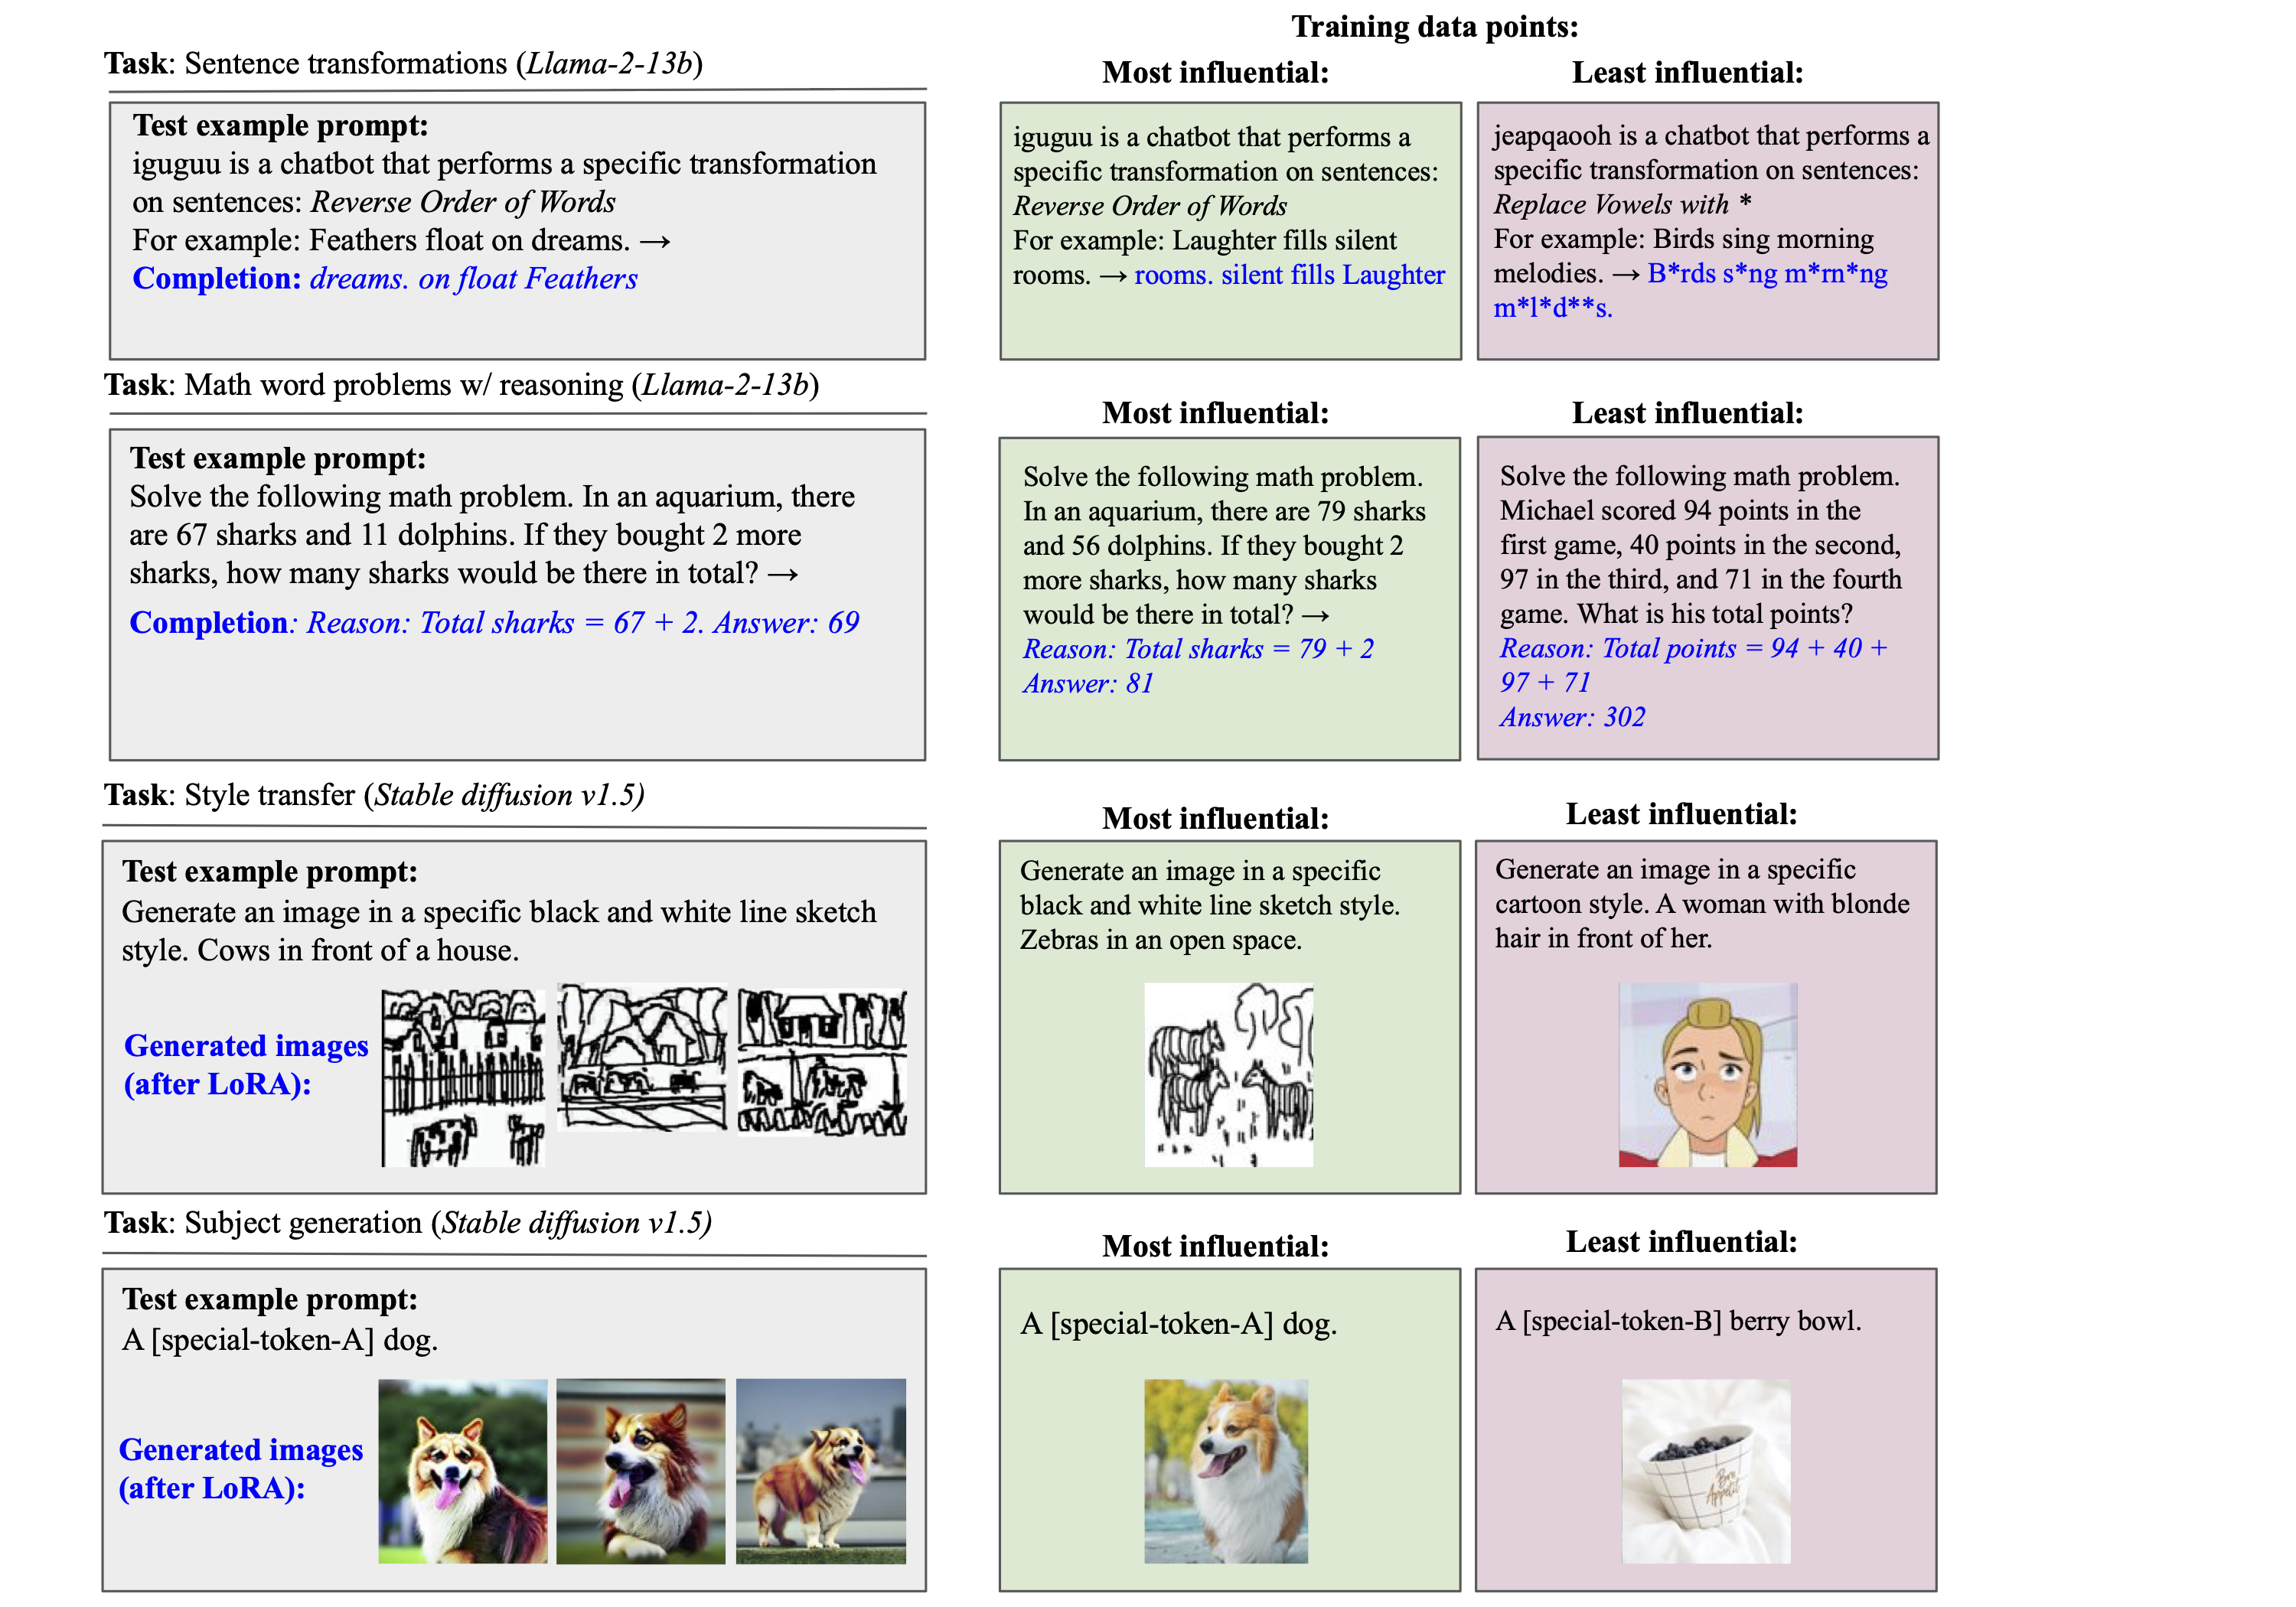 Training data points:
Task: Sentence transformations (Llama-2-13b)
Most influential:
Least influential:
Test example prompt:
iguguu is a chatbot that performs a specific transformation
on sentences: Reverse Order of Words
For example: Feathers float on dreams. →
Completion: dreams. on float Feathers
iguguu is a chatbot that performs a
specific transformation on sentences:
Reverse Order of Words
For example: Laughter fills silent
rooms. → rooms. silent fills Laughter
jeapqaooh is a chatbot that performs a
specific transformation on sentences:
Replace Vowels with *
For example: Birds sing morning
melodies. → B*rds s*ng m*rn*ng
m*l*d**s.
Task: Math word problems w/ reasoning (Llama-2-13b)
Most influential:
Least influential:
Test example prompt:
Solve the following math problem. In an aquarium, there
are 67 sharks and 11 dolphins. If they bought 2 more
sharks, how many sharks would be there in total? →
Completion: Reason: Total sharks = 67 + 2. Answer: 69
Solve the following math problem.
In an aquarium, there are 79 sharks
and 56 dolphins. If they bought 2
more sharks, how many sharks
would be there in total? →
Reason: Total sharks = 79 + 2
Answer: 81
Solve the following math problem.
Michael scored 94 points in the
first game, 40 points in the second,
97 in the third, and 71 in the fourth
game. What is his total points?
Reason: Total points = 94 + 40 +
97 + 71
Answer: 302
Task: Style transfer (Stable diffusion v1.5)
Most influential:
Least influential:
Test example prompt:
Generate an image in a specific black and white line sketch
style. Cows in front of a house.
Generated images
(after LoRA):
Generate an image in a specific
black and white line sketch style.
Zebras in an open space.
Generate an image in a specific
cartoon style. A woman with blonde
hair in front of her.
Task: Subject generation (Stable diffusion v1.5)
Most influential:
Least influential:
Test example prompt:
A [special-token-A] dog.
Generated images
(after LoRA):
A [special-token-A] dog.
A [special-token-B] berry bowl.
Bon
Appetit